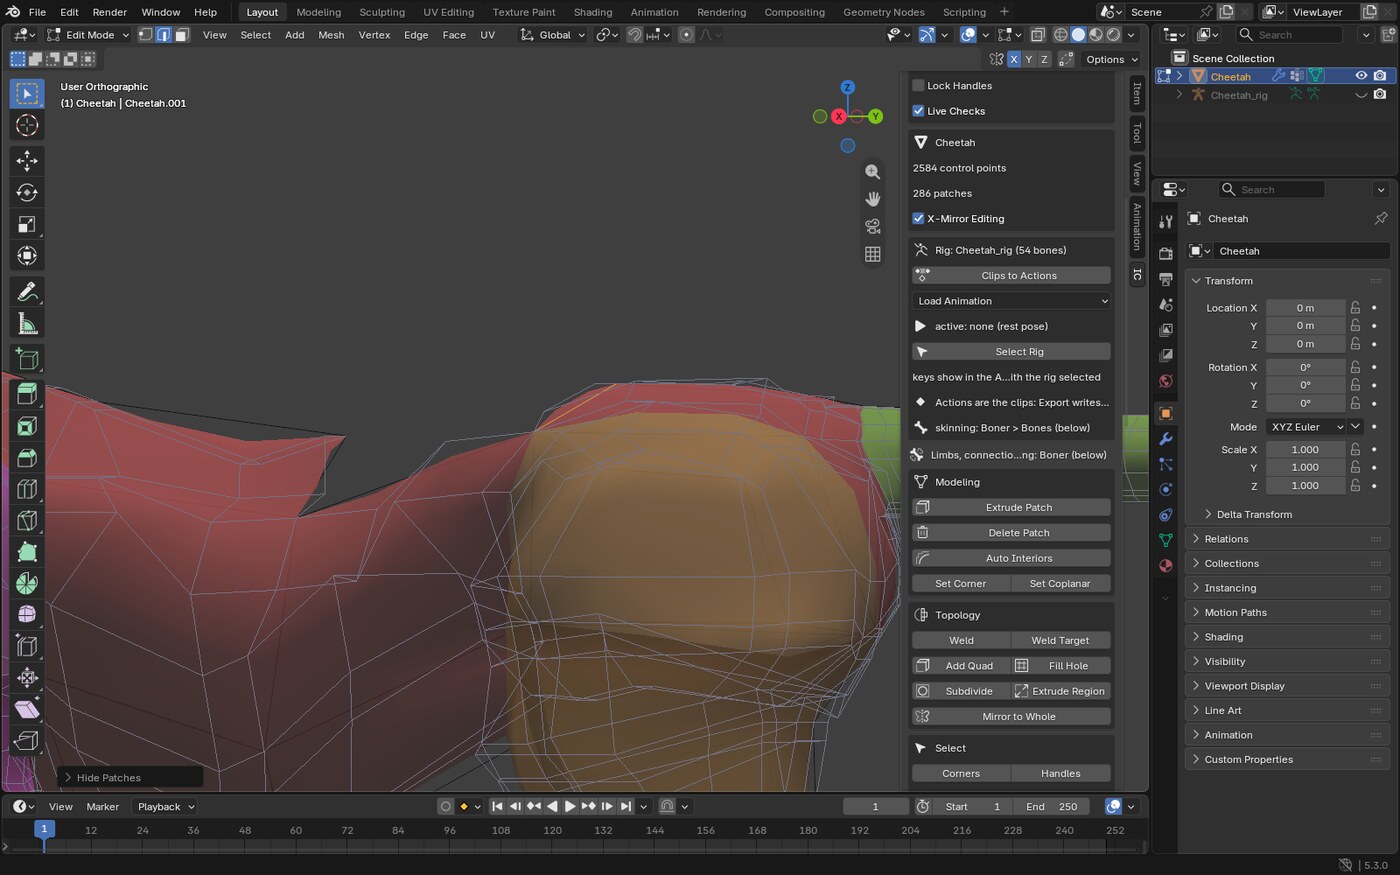 File Edit Render Window Help Layout Modeling Sculpting UV Editing Texture Paint Shading Animation Rendering Compositing Geometry Nodes Scripting + Scene ViewLayer
Edit Mode View Select Add Mesh Vertex Edge Face UV Global Search
X Y Z Options
Scene Collection
Cheetah
Cheetah_rig
User Orthographic
(1) Cheetah | Cheetah.001
Z
X Y
Lock Handles
Live Checks
Cheetah
2584 control points
286 patches
X-Mirror Editing
Rig: Cheetah_rig (54 bones)
Clips to Actions
Load Animation
active: none (rest pose)
Select Rig
keys show in the A...ith the rig selected
Actions are the clips: Export writes...
skinning: Boner > Bones (below)
Limbs, connectio...ng: Boner (below)
Modeling
Extrude Patch
Delete Patch
Auto Interiors
Set Corner Set Coplanar
Topology
Weld Weld Target
Add Quad Fill Hole
Subdivide Extrude Region
Mirror to Whole
Select
Corners Handles
Item
Tool
View
Animation
IC
Search
Cheetah
Cheetah
Transform
Location X 0 m
Y 0 m
Z 0 m
Rotation X 0°
Y 0°
Z 0°
Mode XYZ Euler
Scale X 1.000
Y 1.000
Z 1.000
Delta Transform
Relations
Collections
Instancing
Motion Paths
Shading
Visibility
Viewport Display
Line Art
Animation
Custom Properties
Hide Patches
View Marker Playback 1 Start 1 End 250
1 12 24 36 48 60 72 84 96 108 120 132 144 156 168 180 192 204 216 228 240 252
5.3.0